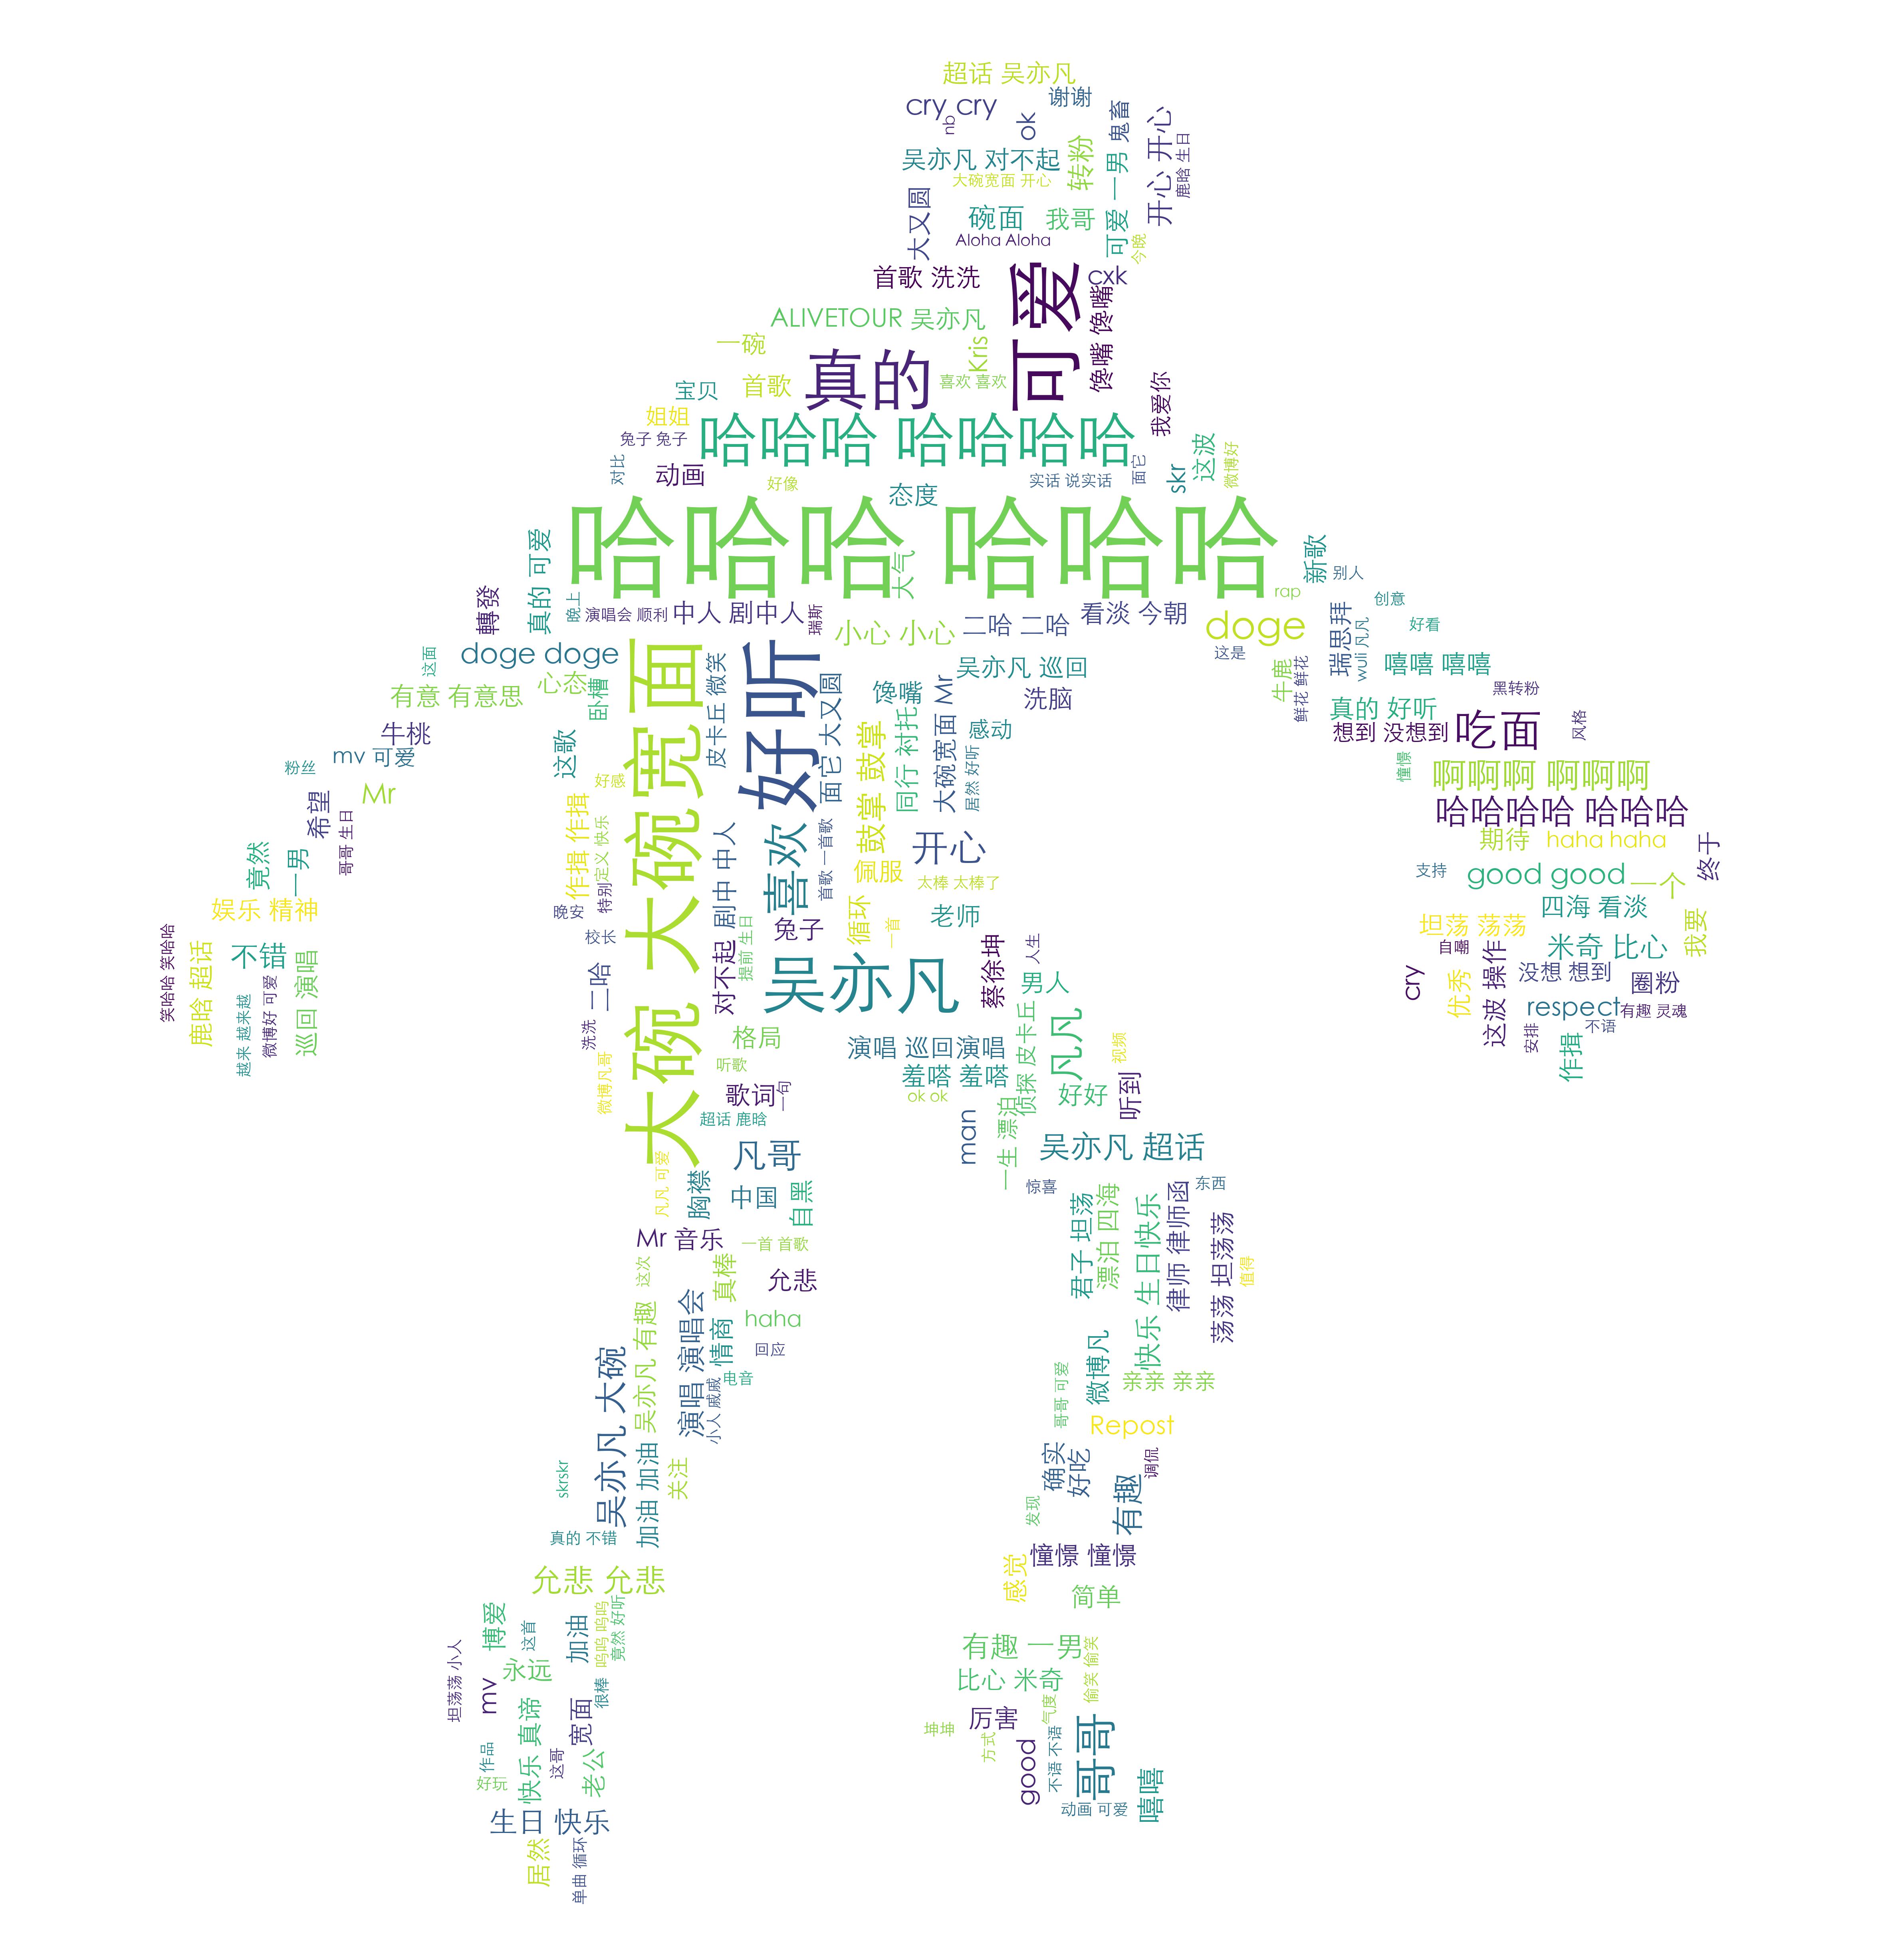 超话 吴亦凡
cry cry
谢谢
nb
ok
可爱 一男 鬼畜
开心 开心
鹿晗 生日
吴亦凡 对不起
转粉
大碗宽面 开心
大又圆
碗面
我哥
Aloha Aloha
今晚
首歌 洗洗
可爱
cxk
馋嘴 馋嘴
ALIVETOUR 吴亦凡
一碗
Kris
真的
首歌
喜欢 喜欢
宝贝
我爱你
姐姐
兔子 兔子
哈哈哈 哈哈哈哈
这波
微博好
对比
动画
好像
态度
实话 说实话
面它
skr
哈哈哈 哈哈哈
大气
真的 可爱
新歌
别人
rap
创意
轉發
晚上
演唱会 顺利
中人 剧中人
瑞斯
小心 小心
二哈 二哈
看淡 今朝
doge
瑞思拜
wuli 凡凡
好看
这是
doge doge
这面
有意 有意思
心态
卧槽
大碗 大碗宽面
皮卡丘 微笑
好听
面它 大又圆
馋嘴
吴亦凡 巡回
洗脑
大碗宽面 Mr
感动
牛鹿
鲜花 鲜花
嘻嘻 嘻嘻
真的 好听
黑转粉
想到 没想到
吃面
风格
牛桃
mv 可爱
粉丝
Mr
希望
哥哥 生日
这歌
好感
鼓掌 鼓掌
同行 衬托
居然 好听
憧憬
啊啊啊 啊啊啊
哈哈哈哈 哈哈哈
期待
haha haha
终于
作揖 作揖
定义 快乐
剧中 中人
喜欢
首歌 一首歌
开心
太棒 太棒了
竟然
一男
娱乐 精神
特别
校长
兔子
循环
一首
老师
支持
good good
一个
四海 看淡
坦荡 荡荡
我要
笑哈哈 笑哈哈
鹿晗 超话
不错
越来 越来越
微博好 可爱
巡回 演唱
二哈
对不起
提前 生日
吴亦凡
蔡徐坤
人生
男人
cry
优秀
这波 操作
米奇 比心
没想 想到
圈粉
respect
有趣 灵魂
不语
安排
作揖
洗洗
微博凡哥
格局
听歌
演唱 巡回演唱
侦探 皮卡丘
凡凡
视频
歌词
一句
ok ok
好好
听到
超话 鹿晗
man
一生 漂泊
吴亦凡 超话
凡哥
凡凡 可爱
胸襟
中国
自黑
惊喜
东西
君子 坦荡
漂泊 四海
快乐 生日快乐
律师 律师函
荡荡 坦荡荡
值得
Mr 音乐
一首 首歌
这次
真棒
允悲
吴亦凡 有趣
演唱 演唱会
情商
haha
回应
电音
小人 戚戚
吴亦凡 大碗
微博凡
哥哥 可爱
亲亲 亲亲
Repost
加油 加油
关注
skrskr
真的 不错
确实
好吃
调侃
发现
有趣
允悲 允悲
感觉
憧憬 憧憬
简单
博爱
这首
加油
呜呜 呜呜
竟然 好听
坦荡荡 小人
永远
mv
很棒
有趣 一男
偷笑 偷笑
比心 米奇
快乐 真谛
宽面
坤坤
厉害
气度
方式
作品
好玩
这哥
老公
good
不语 不语
哥哥
嘻嘻
动画 可爱
生日 快乐
居然
单曲 循环